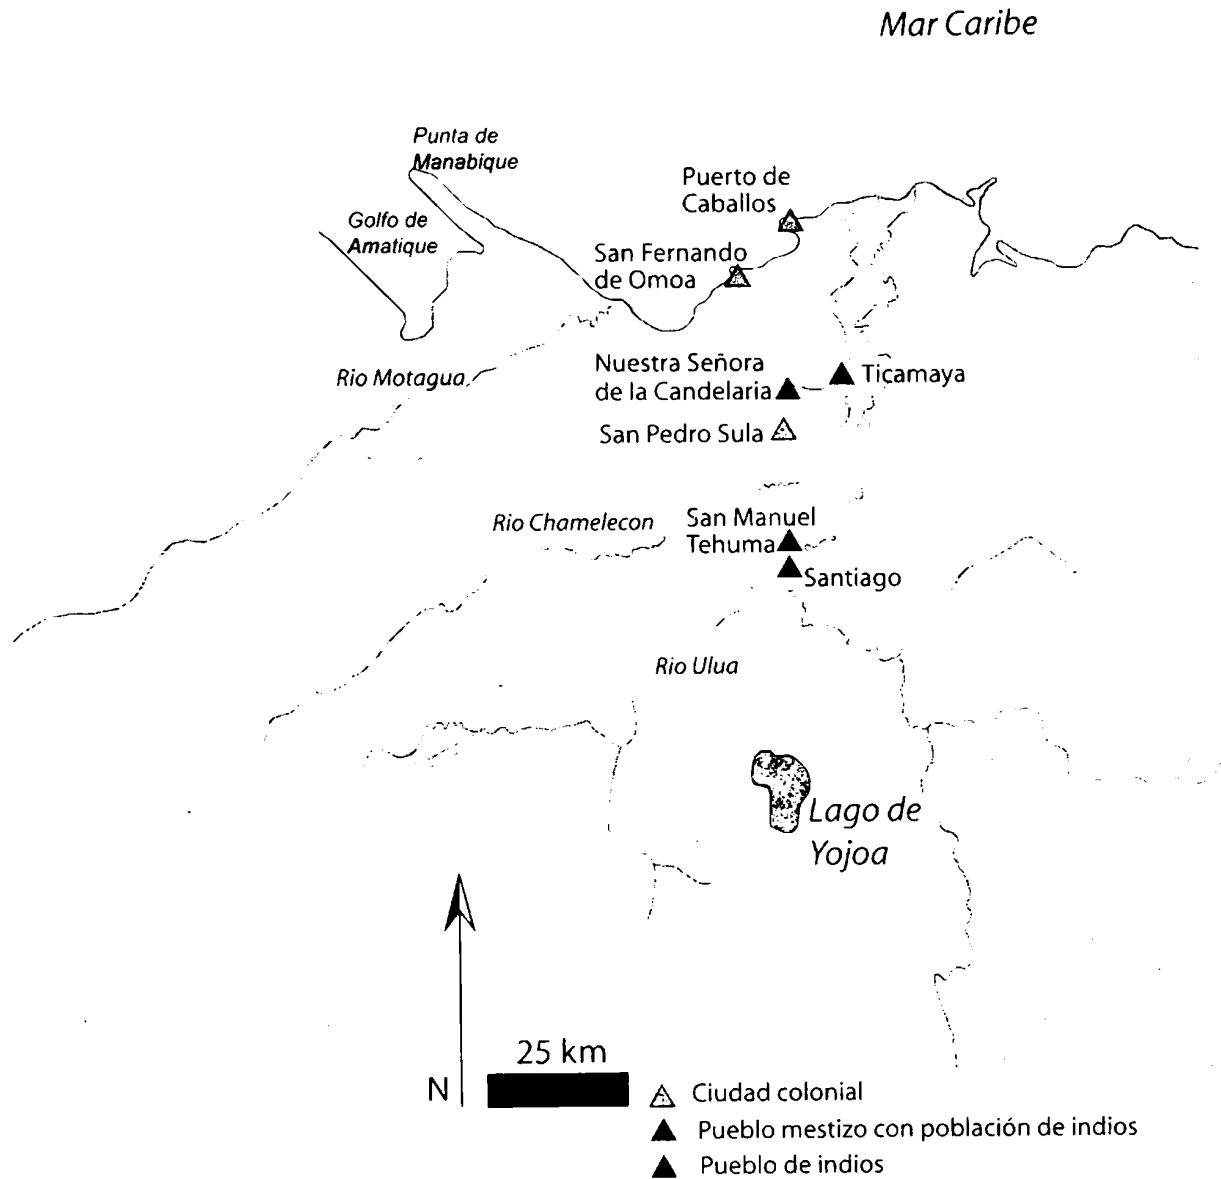 Mar Caribe
Punta de
Manabique
Puerto de
Caballos
Golfo de
Amatique
San Fernando
de Omoa
Nuestra Señora
de la Candelaria
Ticamaya
Rio Motagua
San Pedro Sula
Rio Chamelecon
San Manuel
Tehuma
Santiago
Rio Ulua
Lago de
Yojoa
25 km
N
Ciudad colonial
Pueblo mestizo con población de indios
Pueblo de indios